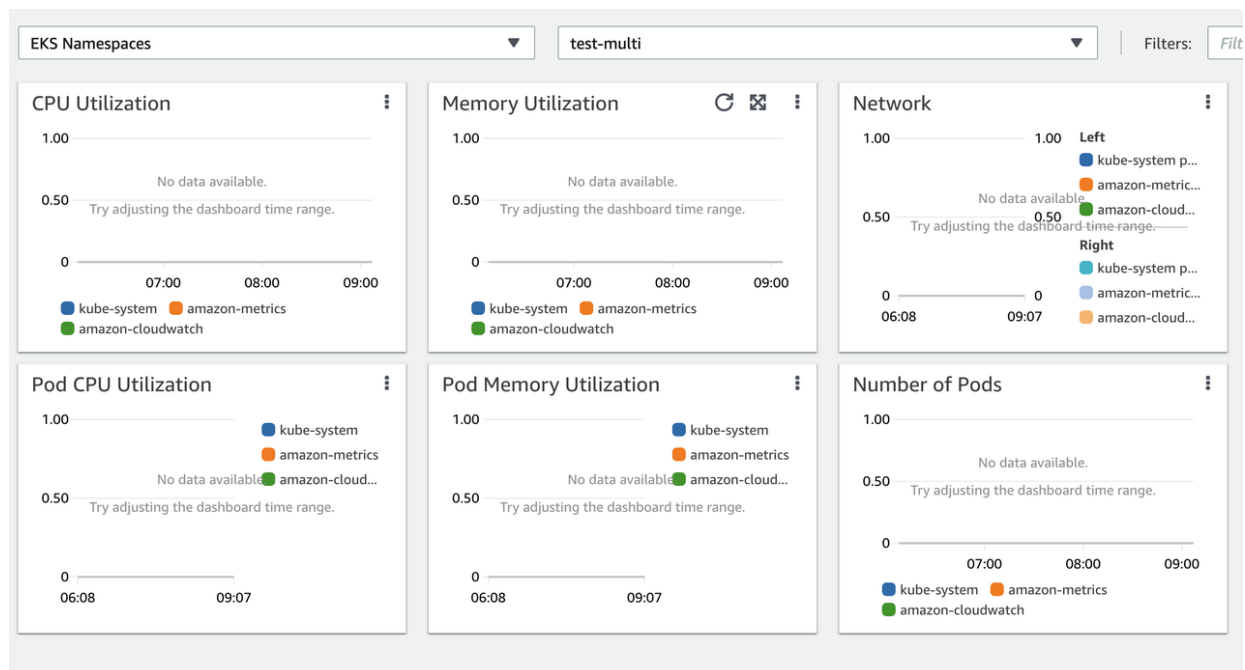 EKS Namespaces
test-multi
Filters:
Filt
CPU Utilization
1.00
No data available.
0.50
Try adjusting the dashboard time range.
0
07:00 08:00 09:00
kube-system amazon-metrics
amazon-cloudwatch
Memory Utilization
1.00
No data available.
0.50
Try adjusting the dashboard time range.
0
07:00 08:00 09:00
kube-system amazon-metrics
amazon-cloudwatch
Network
1.00 1.00
No data available.
0.50 0.50
Try adjusting the dashboard time range.
0 0
06:08 09:07
Left
kube-system p...
amazon-metric...
amazon-cloud...
Right
kube-system p...
amazon-metric...
amazon-cloud...
Pod CPU Utilization
1.00
No data available
0.50
Try adjusting the dashboard time range.
0
06:08 09:07
kube-system
amazon-metrics
amazon-cloud...
Pod Memory Utilization
1.00
No data available
0.50
Try adjusting the dashboard time range.
0
06:08 09:07
kube-system
amazon-metrics
amazon-cloud...
Number of Pods
1.00
No data available.
0.50
Try adjusting the dashboard time range.
0
07:00 08:00 09:00
kube-system amazon-metrics
amazon-cloudwatch